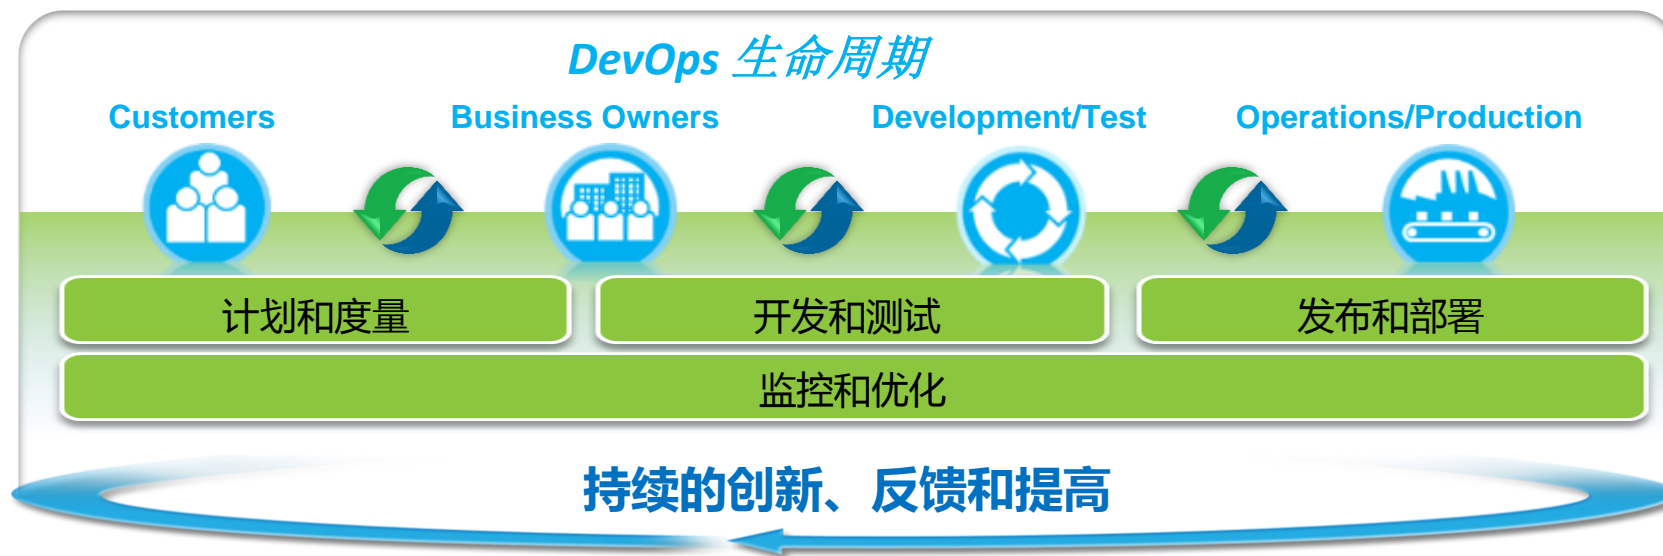 DevOps 生命周期
Customers
Business Owners
Development/Test
Operations/Production
计划和度量
开发和测试
发布和部署
监控和优化
持续的创新、反馈和提高